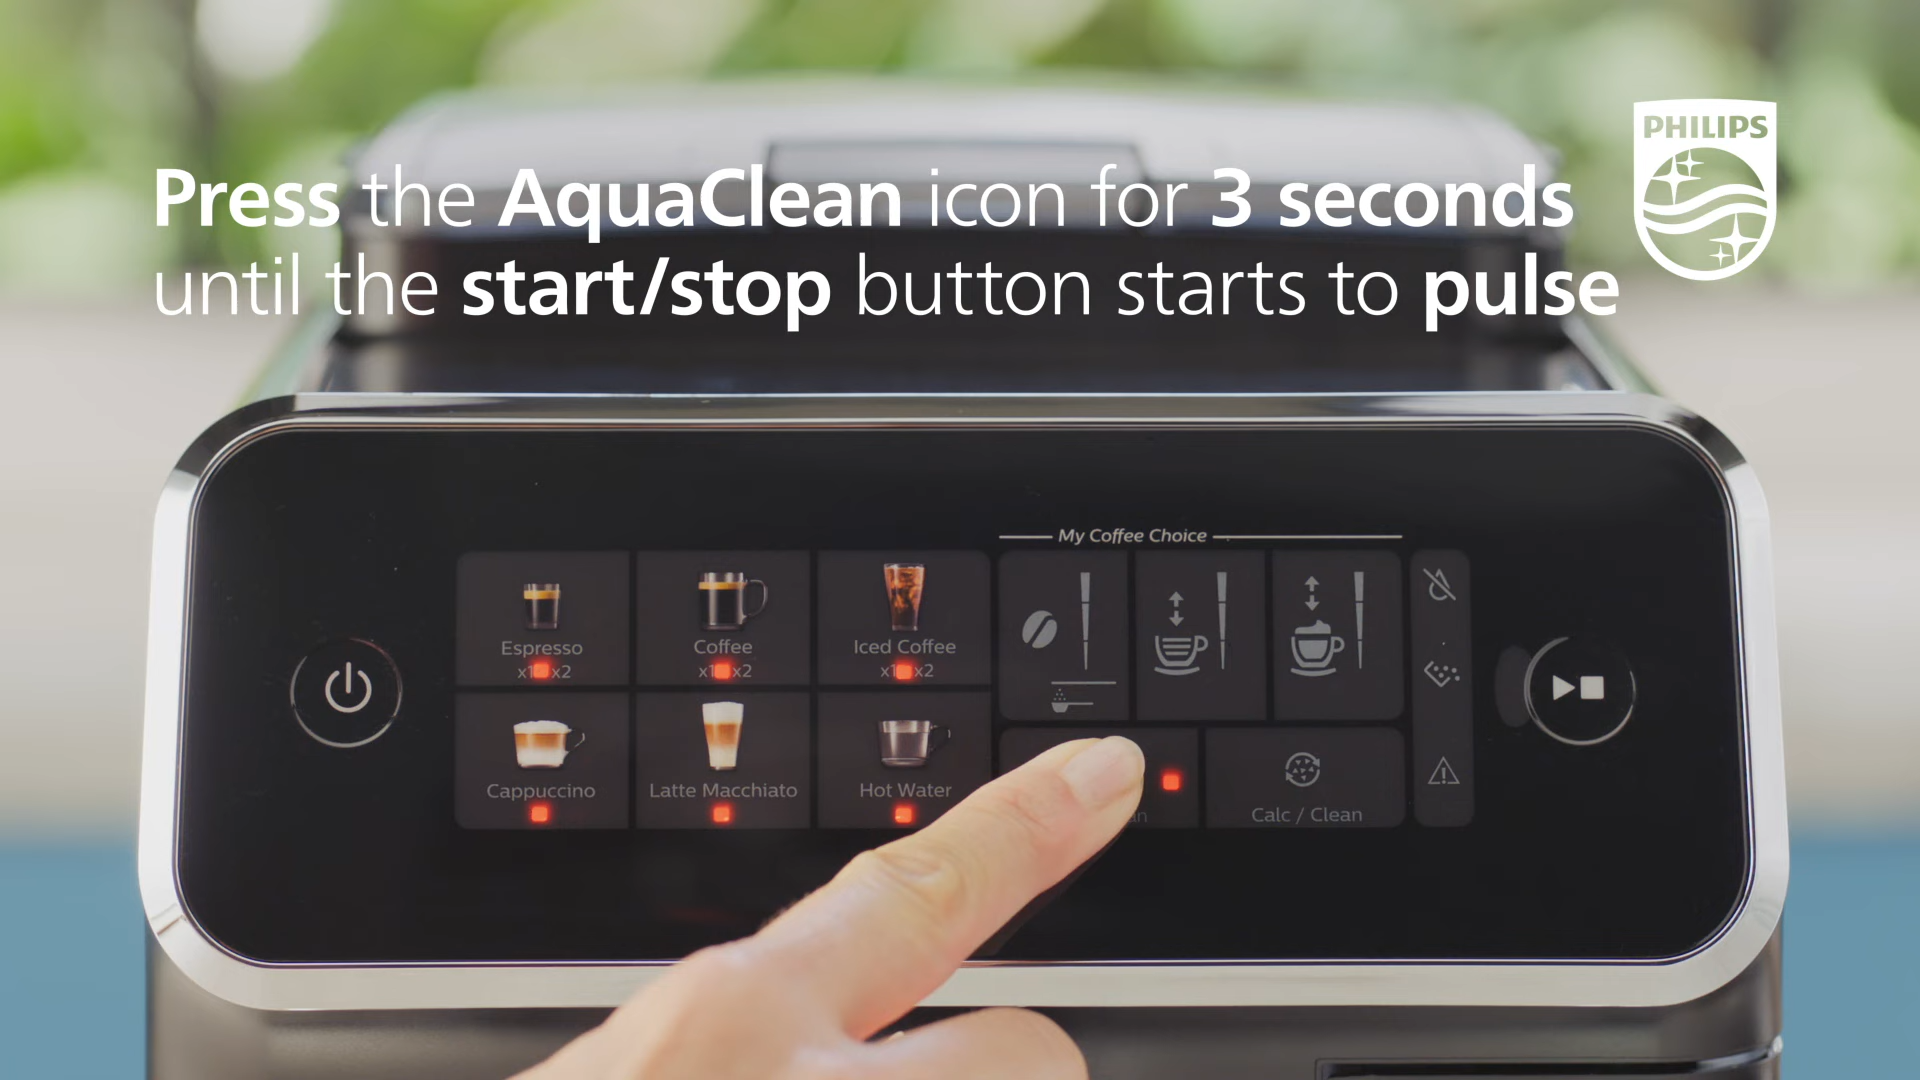 PHILIPS
Press the AquaClean icon for 3 seconds
until the start/stop button starts to pulse
My Coffee Choice
Espresso
x1 x2
Coffee
x1 x2
Iced Coffee
x1 x2
Cappuccino
Latte Macchiato
Hot Water
Calc / Clean